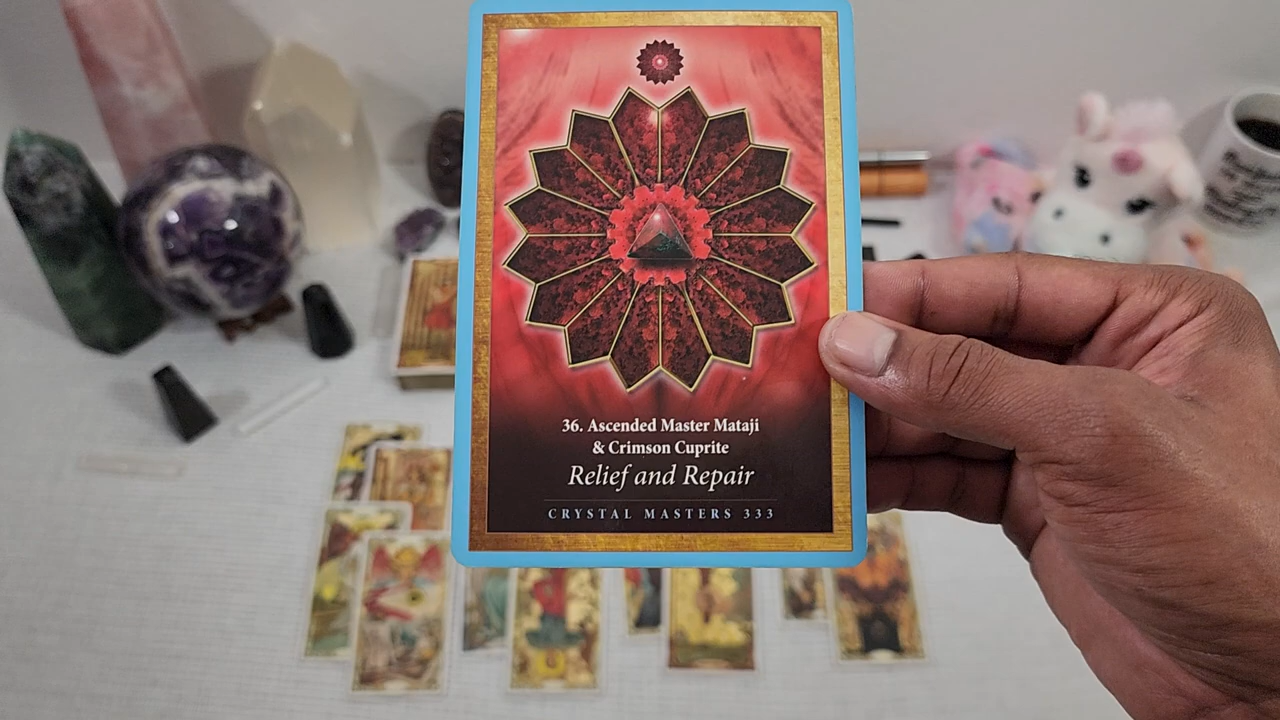 36. Ascended Master Mataji
& Crimson Cuprite
Relief and Repair
CRYSTAL MASTERS 333